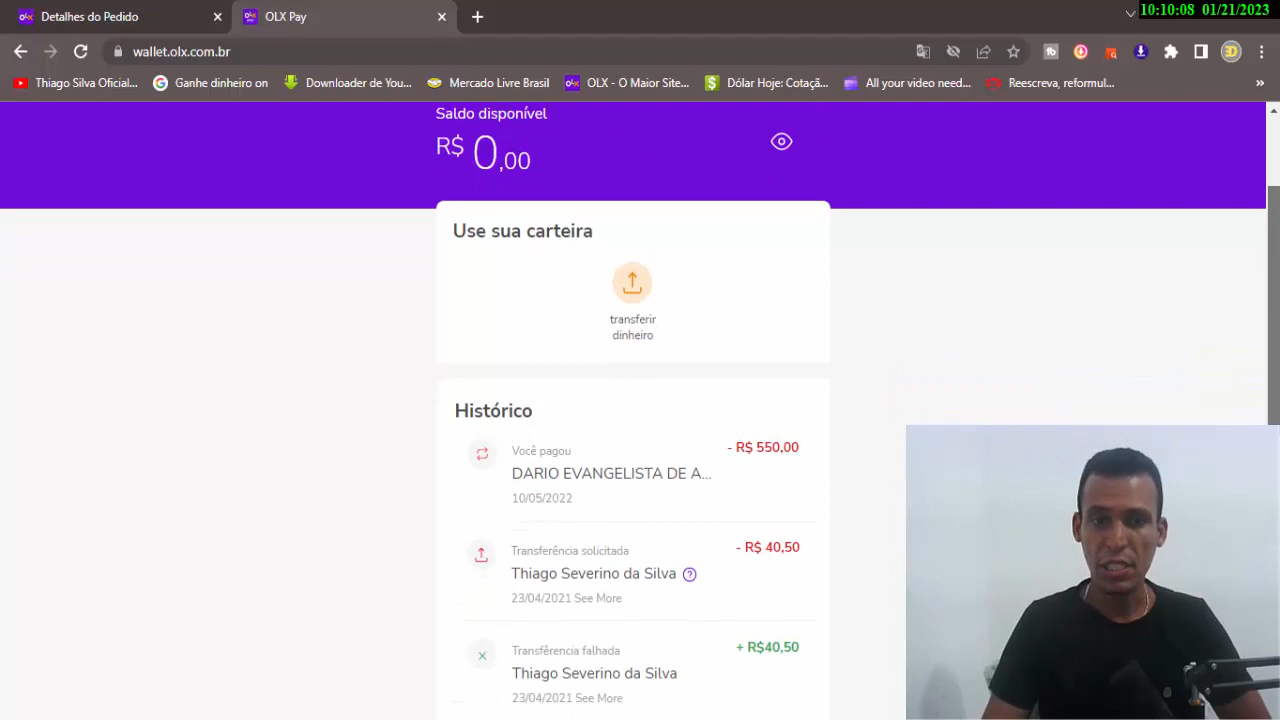 10:10:08 01/21/2023
Detalhes do Pedido
OLX Pay
wallet.olx.com.br
Thiago Silva Oficial...
Ganhe dinheiro on
Downloader de You...
Mercado Livre Brasil
OLX - O Maior Site...
Dólar Hoje: Cotaçã...
All your video need...
Reescreva, reformul...
Saldo disponível
R$ 0,00
Use sua carteira
transferir
dinheiro
Histórico
Você pagou
- R$ 550,00
DARIO EVANGELISTA DE A...
10/05/2022
Transferência solicitada
- R$ 40,50
Thiago Severino da Silva
23/04/2021 See More
Transfêrencia falhada
+ R$40,50
Thiago Severino da Silva
23/04/2021 See More